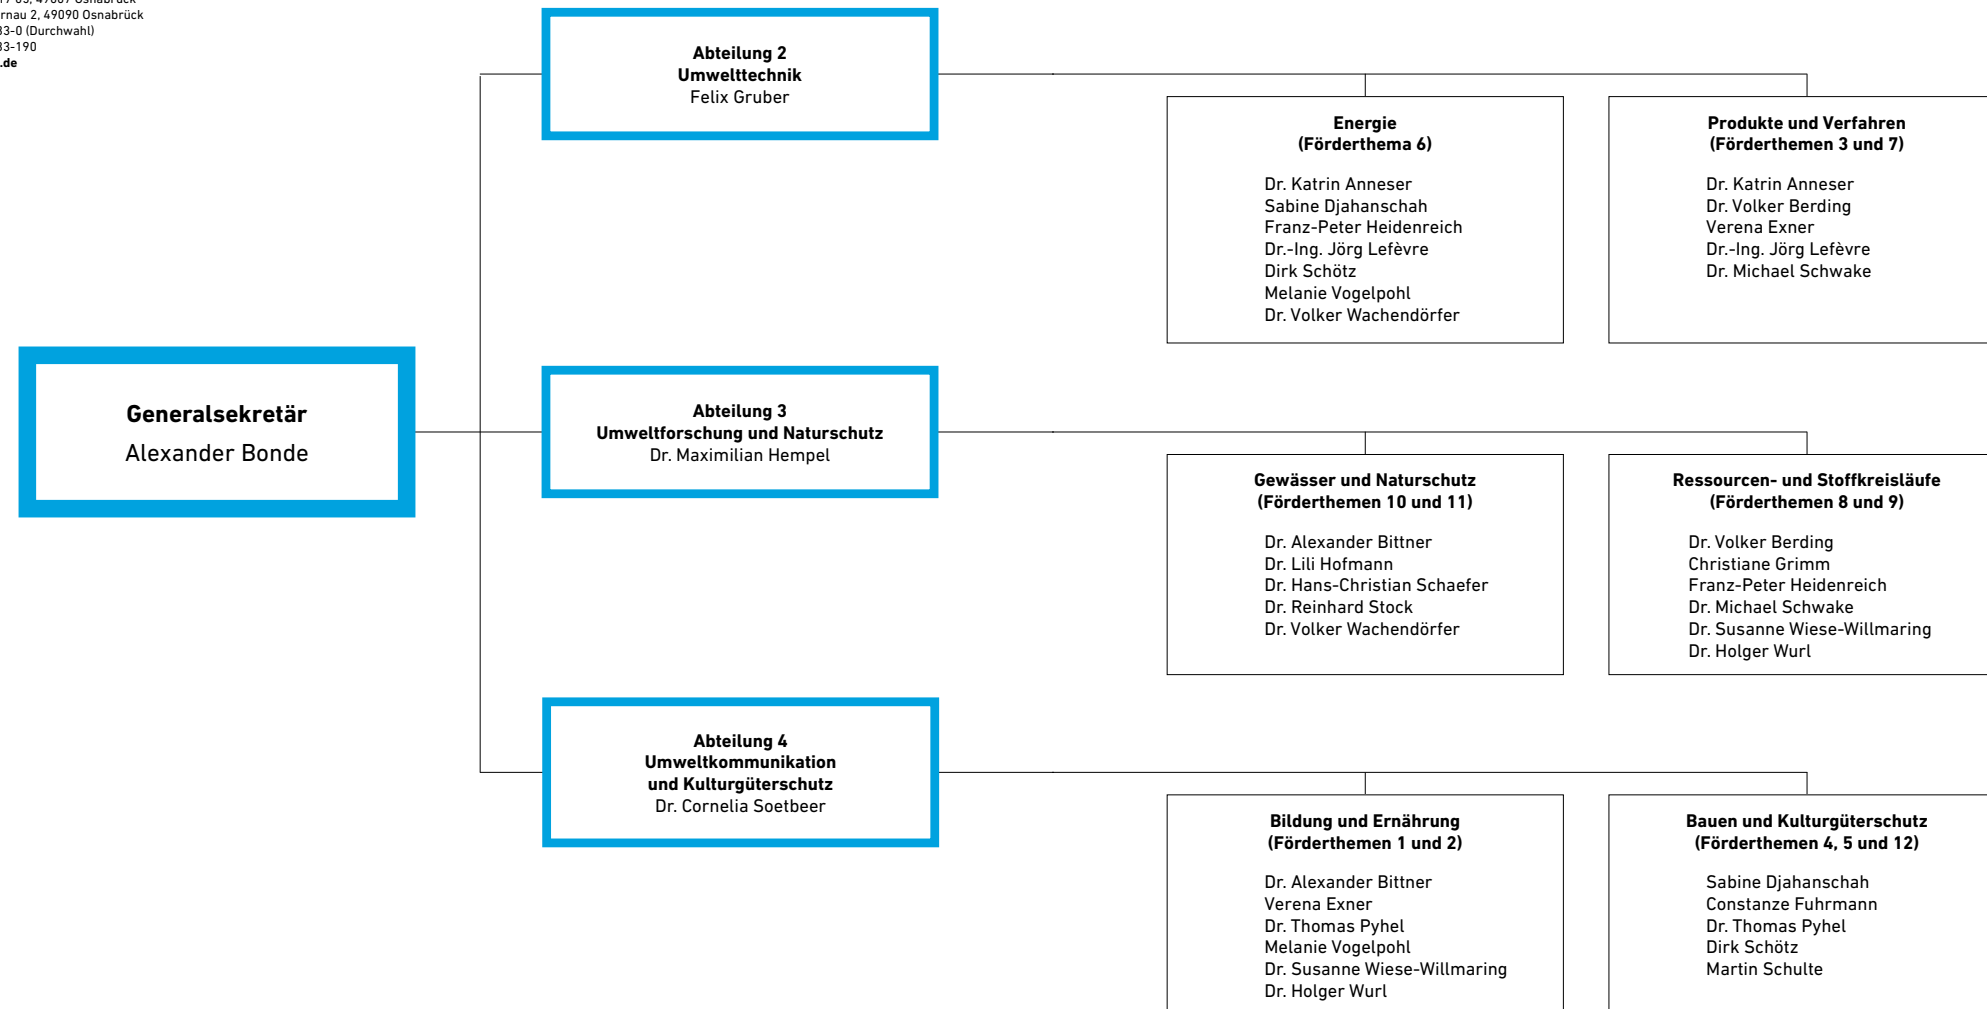 49089 Osnabrück
2, 49090 Osnabrück
33-0 (Durchwahl)
33-190
.de
Abteilung 2
Umwelttechnik
Felix Gruber
Energie
(Förderthema 6)
Dr. Katrin Anneser
Sabine Djahanschah
Franz-Peter Heidenreich
Dr.-Ing. Jörg Lefèvre
Dirk Schötz
Melanie Vogelpohl
Dr. Volker Wachendörfer
Produkte und Verfahren
(Förderthemen 3 und 7)
Dr. Katrin Anneser
Dr. Volker Berding
Verena Exner
Dr.-Ing. Jörg Lefèvre
Dr. Michael Schwake
Generalsekretär
Alexander Bonde
Abteilung 3
Umweltforschung und Naturschutz
Dr. Maximilian Hempel
Gewässer und Naturschutz
(Förderthemen 10 und 11)
Dr. Alexander Bittner
Dr. Lili Hofmann
Dr. Hans-Christian Schaefer
Dr. Reinhard Stock
Dr. Volker Wachendörfer
Ressourcen- und Stoffkreisläufe
(Förderthemen 8 und 9)
Dr. Volker Berding
Christiane Grimm
Franz-Peter Heidenreich
Dr. Michael Schwake
Dr. Susanne Wiese-Willmaring
Dr. Holger Wurl
Abteilung 4
Umweltkommunikation
und Kulturgüterschutz
Dr. Cornelia Soetbeer
Bildung und Ernährung
(Förderthemen 1 und 2)
Dr. Alexander Bittner
Verena Exner
Dr. Thomas Pyhel
Melanie Vogelpohl
Dr. Susanne Wiese-Willmaring
Dr. Holger Wurl
Bauen und Kulturgüterschutz
(Förderthemen 4, 5 und 12)
Sabine Djahanschah
Constanze Fuhrmann
Dr. Thomas Pyhel
Dirk Schötz
Martin Schulte